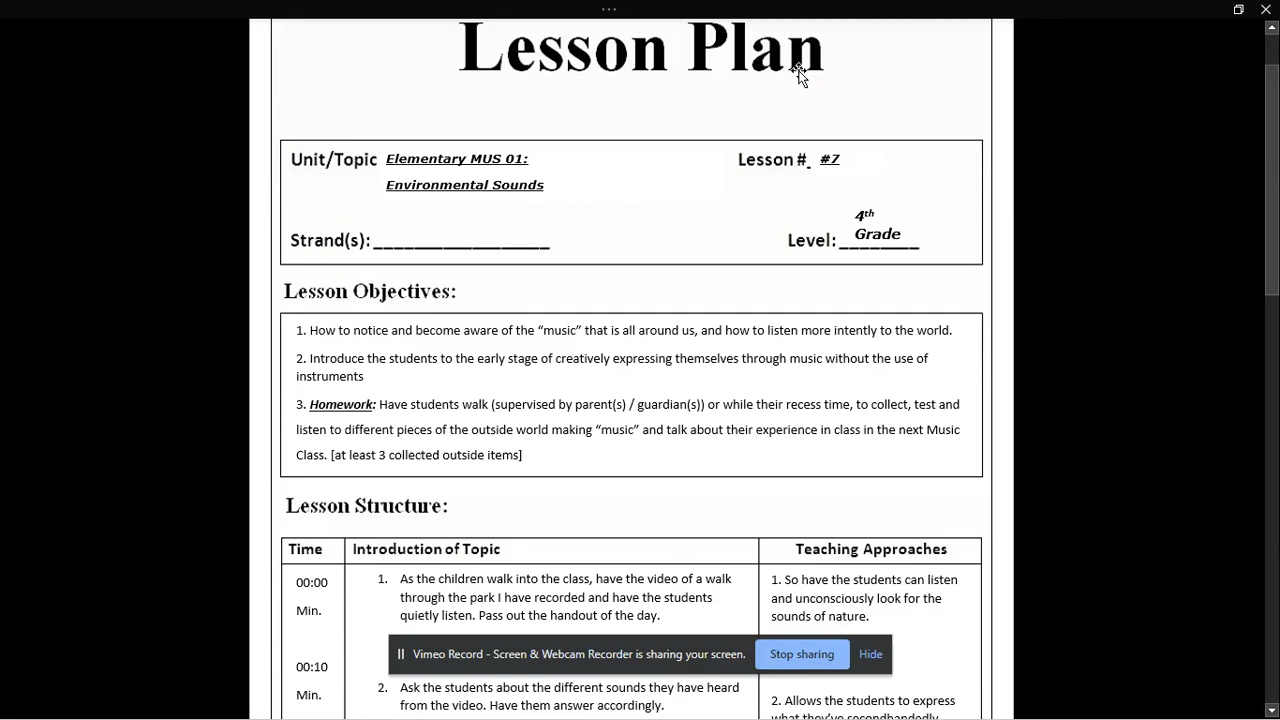 Lesson Plan
Unit/Topic Elementary MUS 01: Lesson #_ #7
Environmental Sounds
4th
Strand(s): __________________ Level: ________ Grade
Lesson Objectives:
1. How to notice and become aware of the “music” that is all around us, and how to listen more intently to the world.
2. Introduce the students to the early stage of creatively expressing themselves through music without the use of
instruments
3. Homework: Have students walk (supervised by parent(s) / guardian(s)) or while their recess time, to collect, test and
listen to different pieces of the outside world making “music” and talk about their experience in class in the next Music
Class. [at least 3 collected outside items]
Lesson Structure:
Time Introduction of Topic Teaching Approaches
00:00
Min.
1. As the children walk into the class, have the video of a walk
through the park I have recorded and have the students
quietly listen. Pass out the handout of the day.
1. So have the students can listen
and unconsciously look for the
sounds of nature.
Vimeo Record - Screen & Webcam Recorder is sharing your screen. Stop sharing Hide
00:10
Min.
2. Ask the students about the different sounds they have heard
from the video. Have them answer accordingly.
2. Allows the students to express
what they’ve secondhandedly